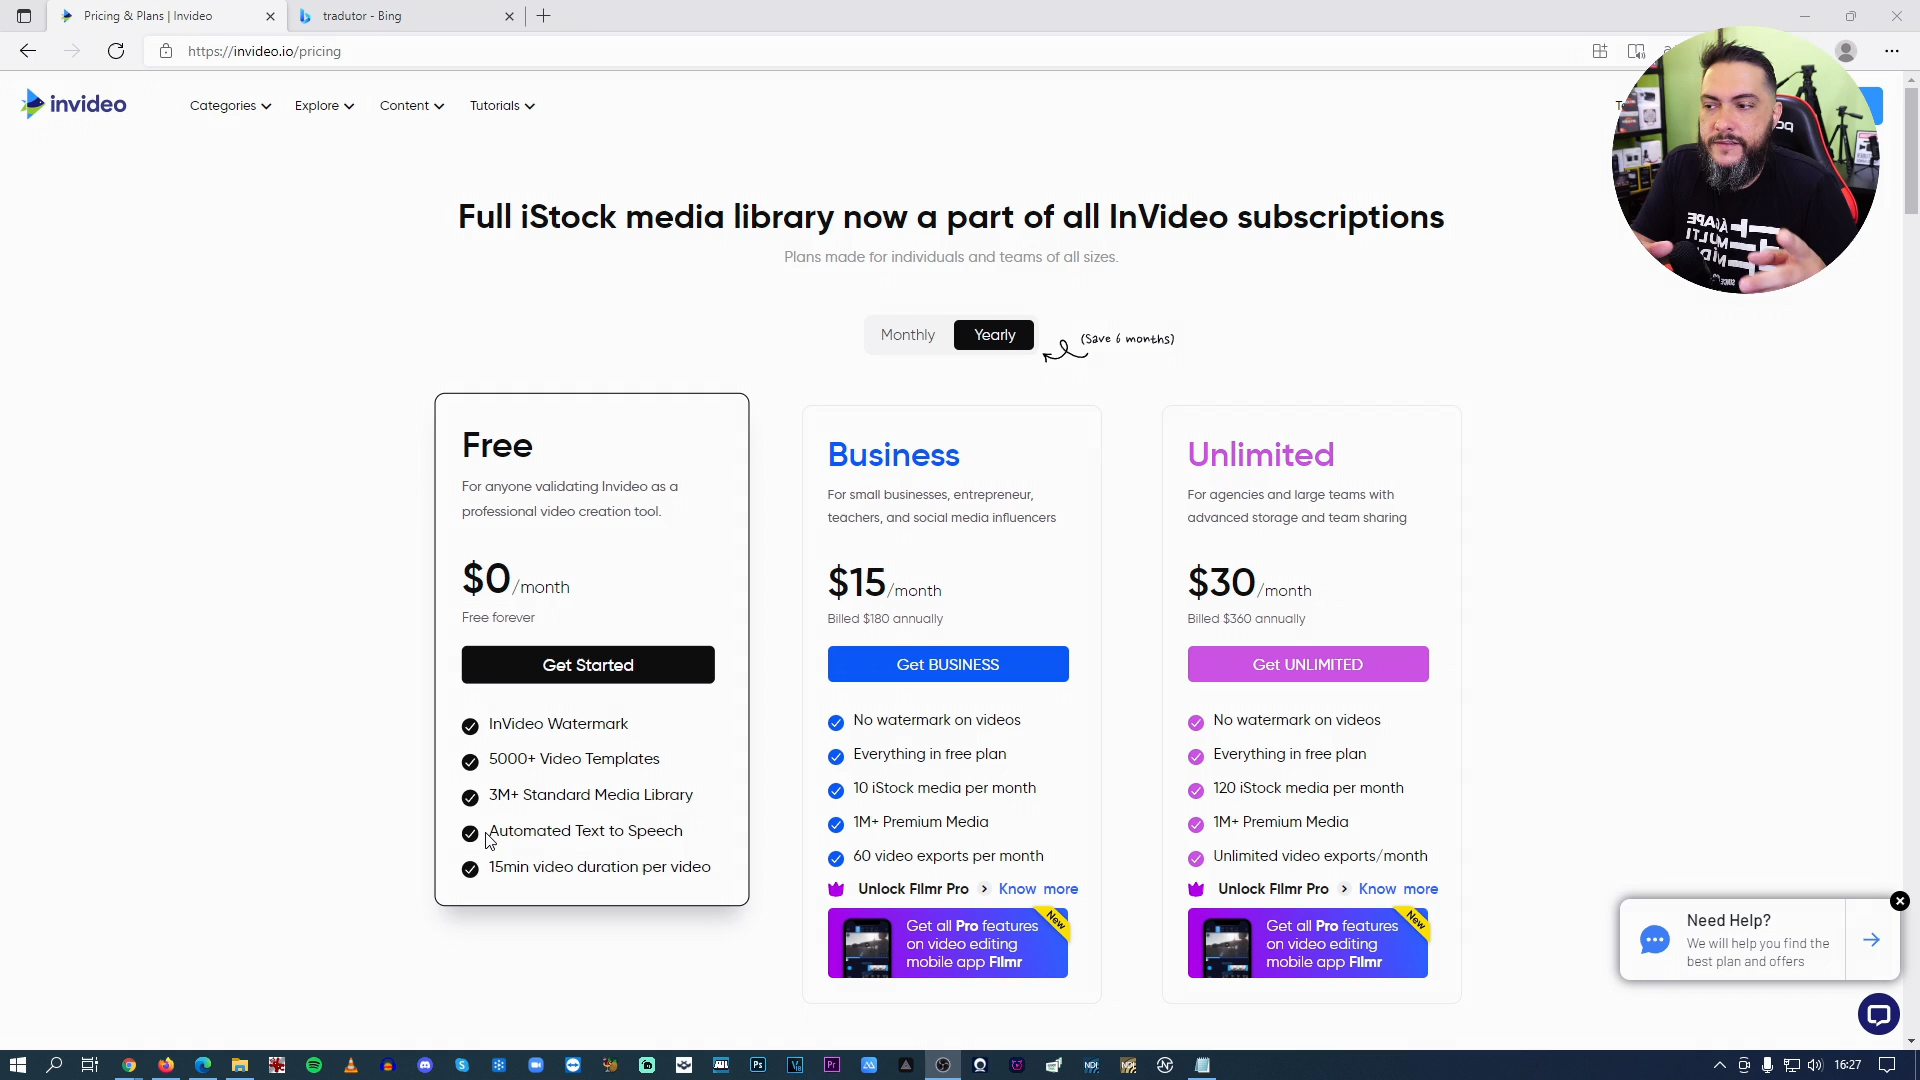 Pricing & Plans | Invideo
tradutor - Bing
https://invideo.io/pricing
invideo
Categories
Explore
Content
Tutorials
Full iStock media library now a part of all InVideo subscriptions
Plans made for individuals and teams of all sizes.
Monthly
Yearly
(Save 6 months)
Free
For anyone validating Invideo as a
professional video creation tool.
$0/month
Free forever
Get Started
InVideo Watermark
5000+ Video Templates
3M+ Standard Media Library
Automated Text to Speech
15min video duration per video
Business
For small businesses, entrepreneur,
teachers, and social media influencers
$15/month
Billed $180 annually
Get BUSINESS
No watermark on videos
Everything in free plan
10 iStock media per month
1M+ Premium Media
60 video exports per month
Unlock Filmr Pro > Know more
Get all Pro features
on video editing
mobile app Filmr
New
Unlimited
For agencies and large teams with
advanced storage and team sharing
$30/month
Billed $360 annually
Get UNLIMITED
No watermark on videos
Everything in free plan
120 iStock media per month
1M+ Premium Media
Unlimited video exports/month
Unlock Filmr Pro > Know more
Get all Pro features
on video editing
mobile app Filmr
New
Need Help?
We will help you find the
best plan and offers
Ps
Pr
NDI
16:27